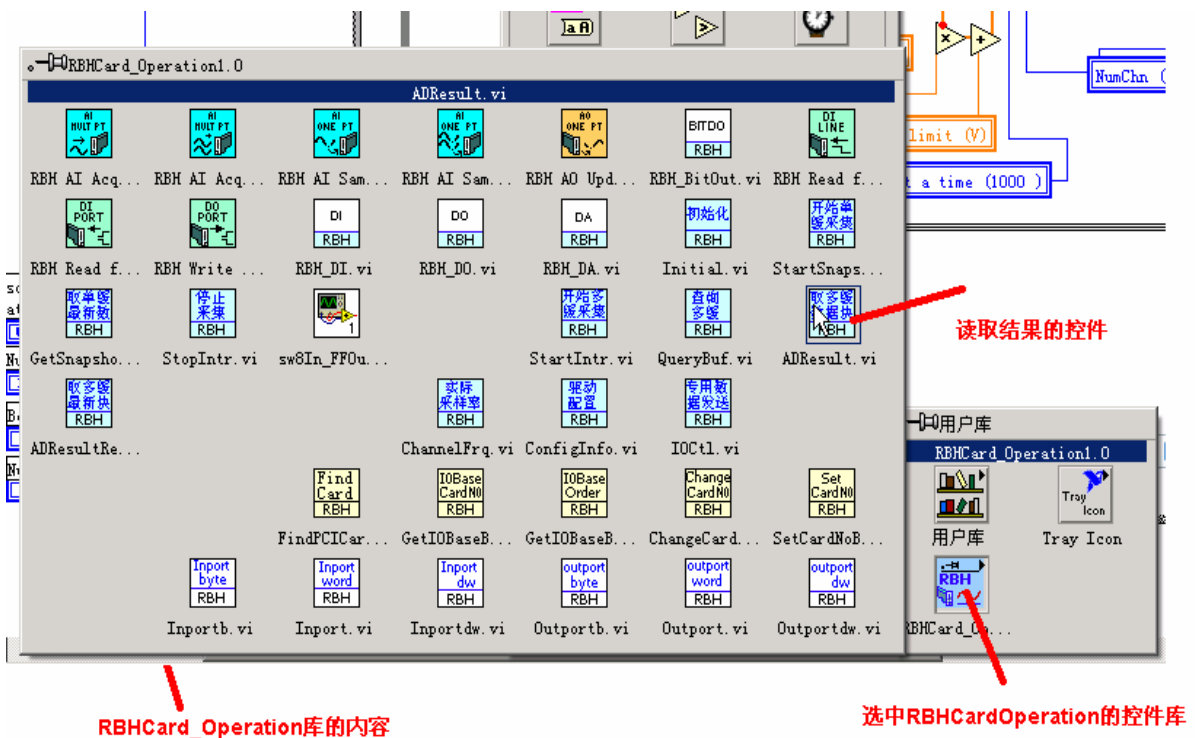 aA
NumChn (
RBHCard_Operation1.0
ADResult.vi
limit (V)
t a time (1000 )
AI MULT PT
AI MULT PT
AI ONE PT
AI ONE PT
AO ONE PT
BITDO RBH
DI LINE
RBH AI Acq... RBH AI Acq... RBH AI Sam... RBH AI Sam... RBH AO Upd... RBH_BitOut.vi RBH Read f...
DI PORT
DO PORT
DI RBH
DO RBH
DA RBH
初始化 RBH
开始单缓采集 RBH
RBH Read f... RBH Write ... RBH_DI.vi RBH_DO.vi RBH_DA.vi Initial.vi StartSnaps...
取单缓最新数 RBH
停止采集 RBH
1
开始多缓采集 RBH
查询多缓 RBH
取多缓数据块 RBH
读取结果的控件
GetSnapsho... StopIntr.vi sw8In_FFOu... StartIntr.vi QueryBuf.vi ADResult.vi
取多缓最新块 RBH
实际采样率 RBH
驱动配置 RBH
专用数据发送 RBH
用户库
ADResultRe... ChannelFrq.vi ConfigInfo.vi IOCtl.vi
RBHCard_Operation1.0
Find Card RBH
IOBase CardNO RBH
IOBase Order RBH
Change CardNO RBH
Set CardNO RBH
Tray Icon
FindPCICar... GetIOBaseB... GetIOBaseB... ChangeCard... SetCardNoB...
用户库 Tray Icon
Inport byte RBH
Inport word RBH
Inport dw RBH
outport byte RBH
outport word RBH
outport dw RBH
RBH
Inportb.vi Inport.vi Inportdw.vi Outportb.vi Outport.vi Outportdw.vi
RBHCard_Op...
RBHCard_Operation库的内容
选中RBHCardOperation的控件库